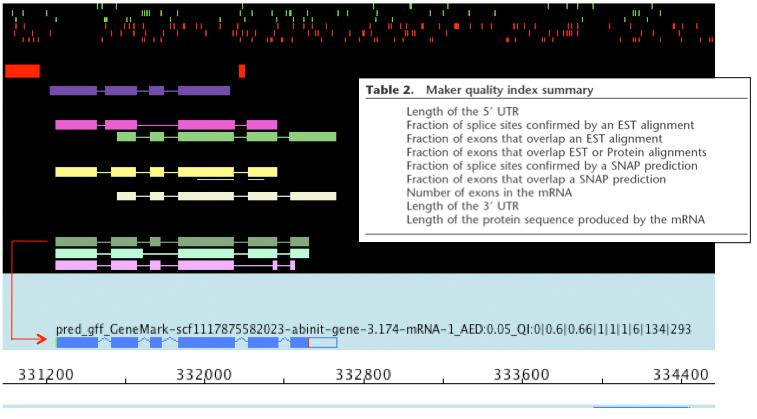 Table 2. Maker quality index summary
Length of the 5′ UTR
Fraction of splice sites confirmed by an EST alignment
Fraction of exons that overlap an EST alignment
Fraction of exons that overlap EST or Protein alignments
Fraction of splice sites confirmed by a SNAP prediction
Fraction of exons that overlap a SNAP prediction
Number of exons in the mRNA
Length of the 3′ UTR
Length of the protein sequence produced by the mRNA
pred_gff_GeneMark-scf1117875582023-abinit-gene-3.174-mRNA-1_AED:0.05_QI:0|0.6|0.66|1|1|1|6|134|293
331200 332000 332800 333600 334400